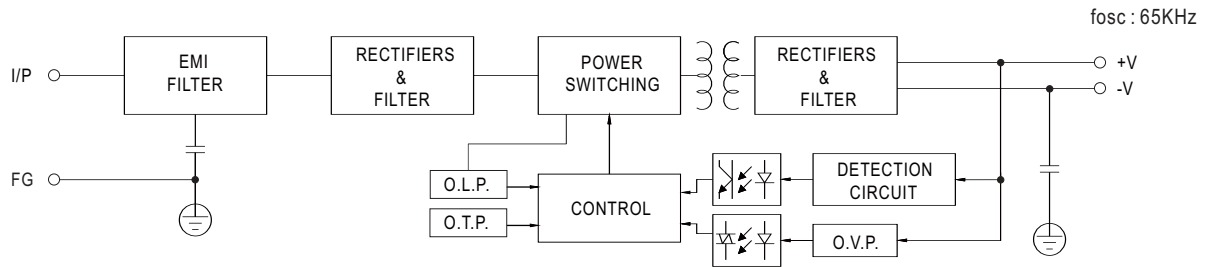 fosc : 65KHz
I/P
EMI
FILTER
RECTIFIERS
&
FILTER
POWER
SWITCHING
RECTIFIERS
&
FILTER
+V
-V
FG
O.L.P.
O.T.P.
CONTROL
DETECTION
CIRCUIT
O.V.P.